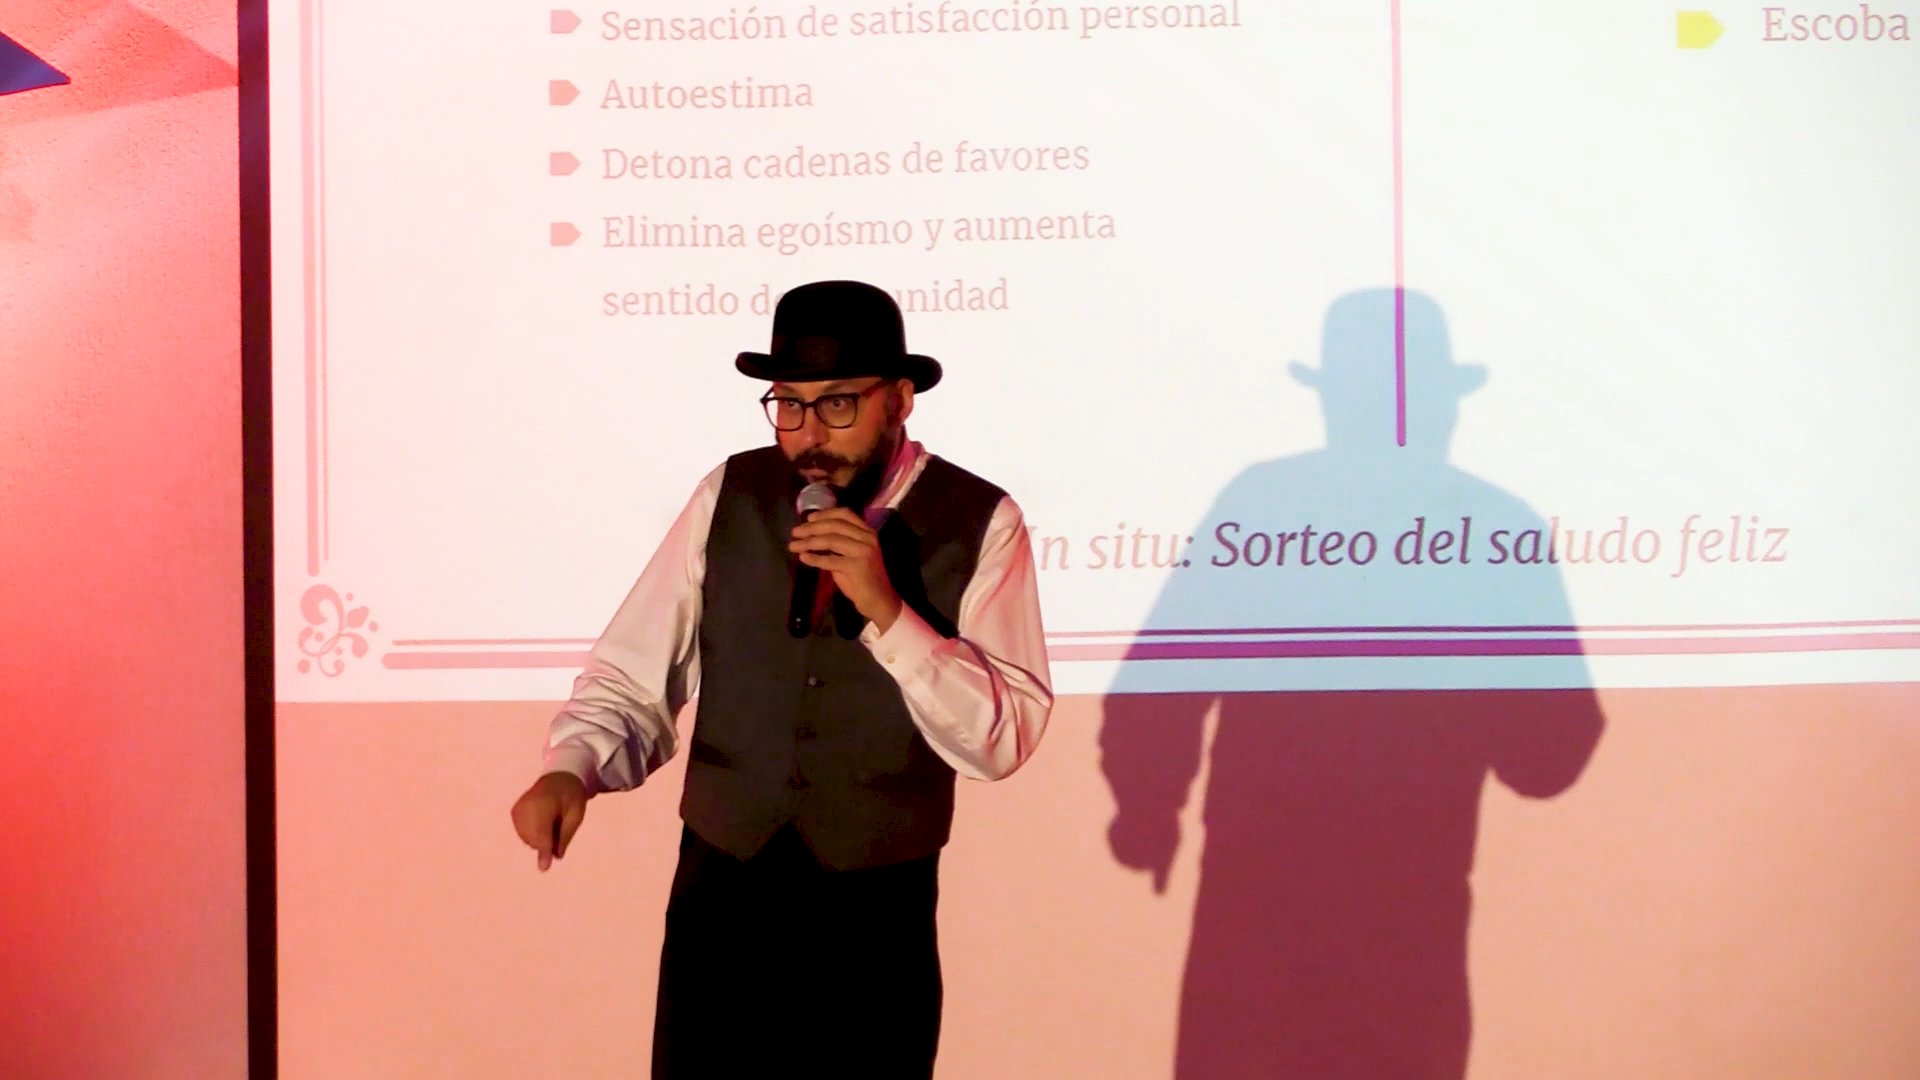 Sensación de satisfacción personal
Autoestima
Detona cadenas de favores
Elimina egoísmo y aumenta
sentido unidad
Escoba
In situ: Sorteo del saludo feliz